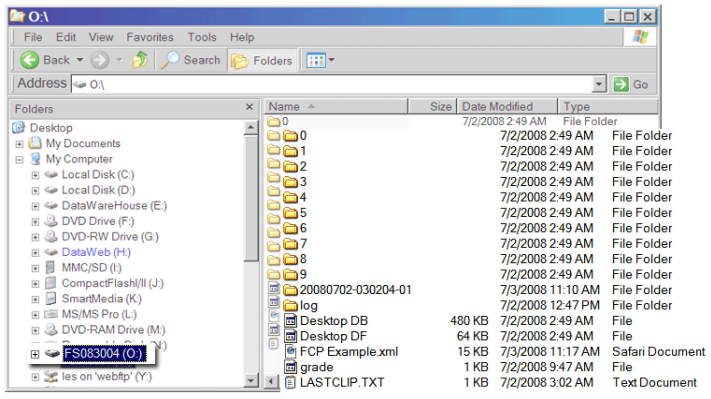 O:\
File Edit View Favorites Tools Help
Back Search Folders
Address O:\ Go
Folders ×
Desktop
My Documents
My Computer
Local Disk (C:)
Local Disk (D:)
DataWareHouse (E:)
DVD Drive (F:)
DVD-RW Drive (G:)
DataWeb (H:)
MMC/SD (I:)
CompactFlashI/II (J:)
SmartMedia (K:)
MS/MS Pro (L:)
DVD-RAM Drive (M:)
FS083004 (O:)
les on 'webftp' (Y:)
Name Size Date Modified Type
0 7/2/2008 2:49 AM File Folder
0 7/2/2008 2:49 AM File Folder
1 7/2/2008 2:49 AM File Folder
2 7/2/2008 2:49 AM File Folder
3 7/2/2008 2:49 AM File Folder
4 7/2/2008 2:49 AM File Folder
5 7/2/2008 2:49 AM File Folder
6 7/2/2008 2:49 AM File Folder
7 7/2/2008 2:49 AM File Folder
8 7/2/2008 2:49 AM File Folder
9 7/2/2008 2:49 AM File Folder
20080702-030204-01 7/3/2008 11:10 AM File Folder
log 7/2/2008 12:47 PM File Folder
Desktop DB 480 KB 7/2/2008 2:49 AM File
Desktop DF 64 KB 7/2/2008 2:49 AM File
FCP Example.xml 15 KB 7/3/2008 11:17 AM Safari Document
grade 1 KB 7/2/2008 9:47 AM File
LASTCLIP.TXT 1 KB 7/2/2008 3:02 AM Text Document